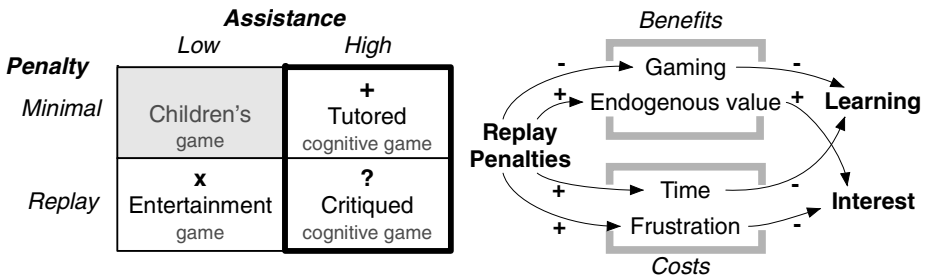 Assistance
Low High
Penalty
Minimal
Children's
game
+
Tutored
cognitive game
Replay
x
Entertainment
game
?
Critiqued
cognitive game
Benefits
- Gaming -
+ Endogenous value +
Learning
Replay
Penalties
+ Time -
Interest
+ Frustration -
Costs